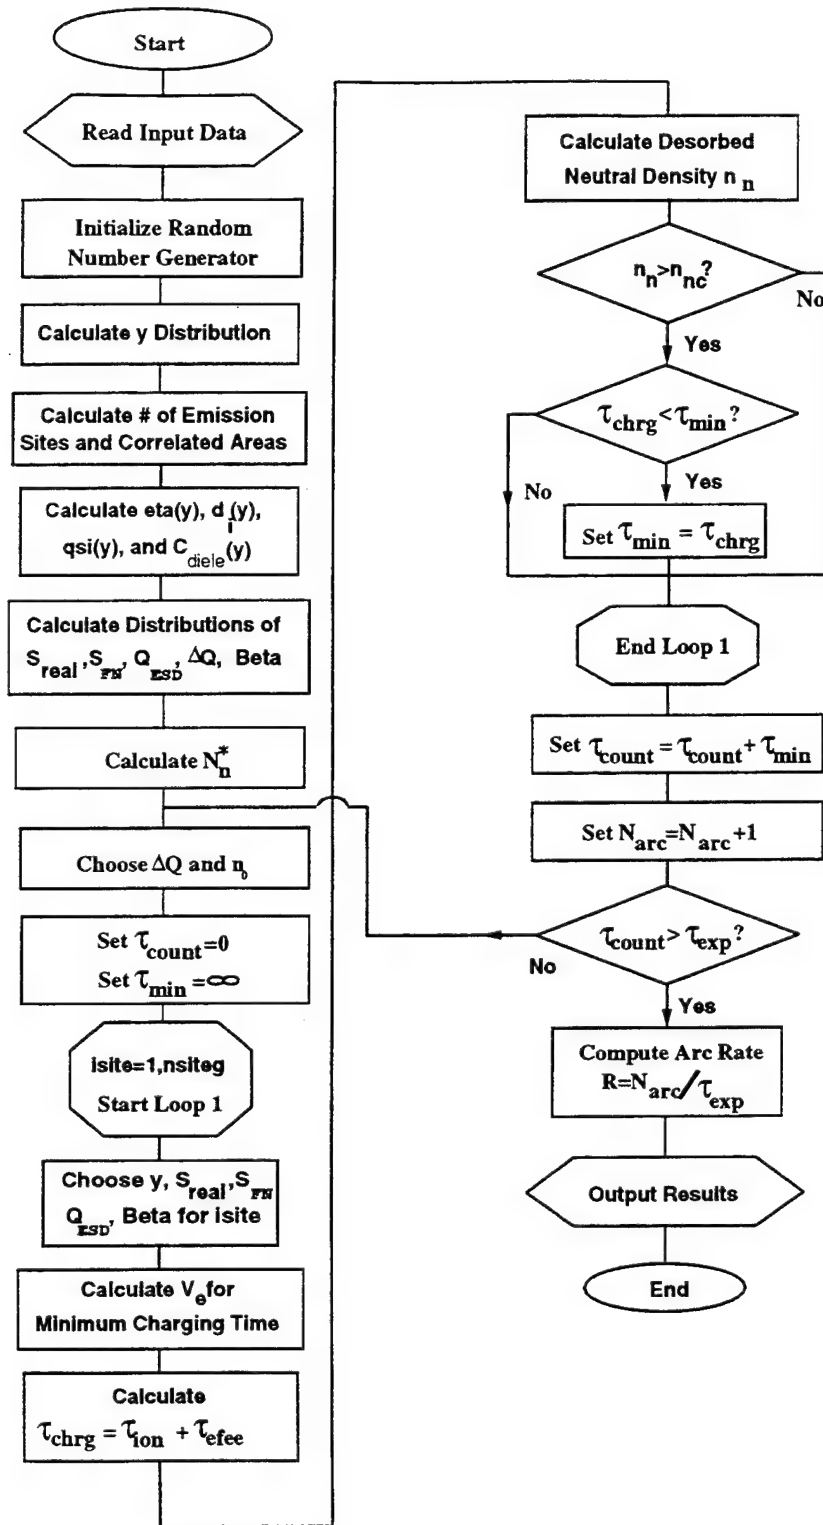 Start
Read Input Data
Initialize Random
Number Generator
Calculate y Distribution
Calculate # of Emission
Sites and Correlated Areas
Calculate eta(y), d_i(y),
qsi(y), and C_diele(y)
Calculate Distributions of
S_real, S_FN, Q_ESD, ΔQ, Beta
Calculate N_n^*
Choose ΔQ and n_0
Set τ_count=0
Set τ_min=∞
isite=1,nsiteg
Start Loop 1
Choose y, S_real, S_FN
Q_ESD, Beta for isite
Calculate V_e for
Minimum Charging Time
Calculate
τ_chrg = τ_ion + τ_efee
Calculate Desorbed
Neutral Density n_n
n_n>n_nc?
No
Yes
τ_chrg<τ_min?
No
Yes
Set τ_min = τ_chrg
End Loop 1
Set τ_count=τ_count+ τ_min
Set N_arc=N_arc+1
τ_count>τ_exp?
No
Yes
Compute Arc Rate
R=N_arc/τ_exp
Output Results
End